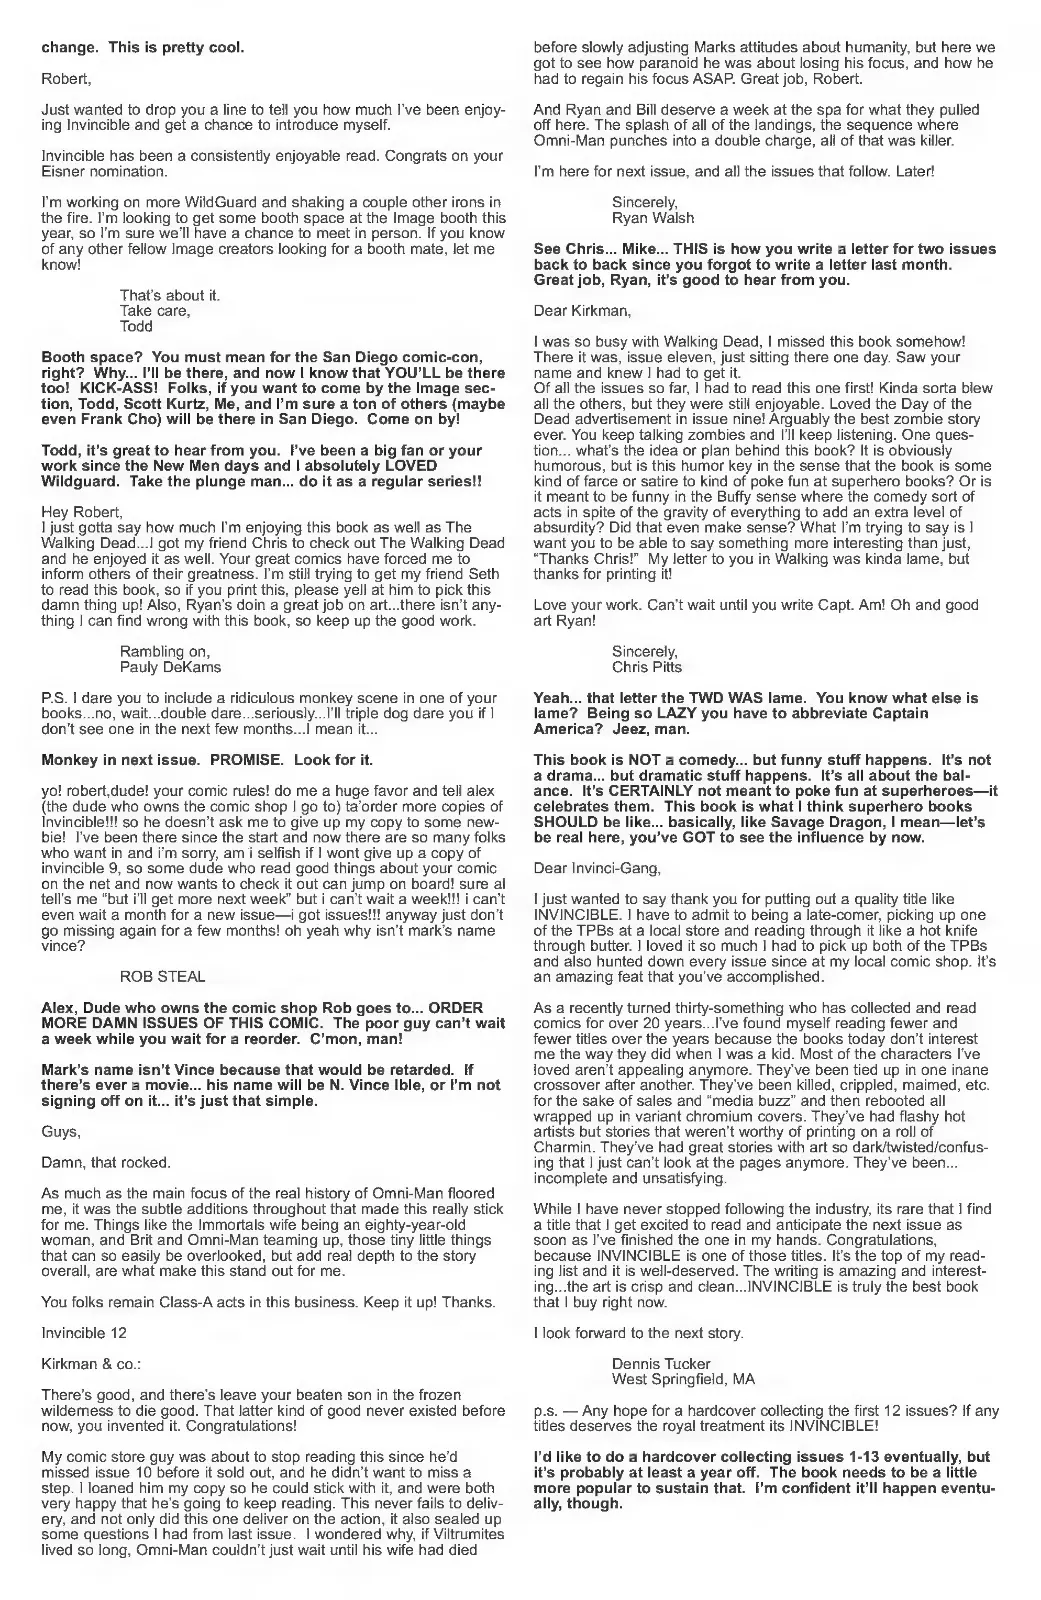 change.  This is pretty cool.
Robert,
Just wanted to drop you a line to tell you how much I've been enjoy-
ing Invincible and get a chance to introduce myself.
Invincible has been a consistently enjoyable read. Congrats on your
Eisner nomination.
I'm working on more WildGuard and shaking a couple other irons in
the fire. I'm looking to get some booth space at the Image booth this
year, so I'm sure we'll have a chance to meet in person. If you know
of any other fellow Image creators looking for a booth mate, let me
know!
That's about it.
Take care,
Todd
Booth space?  You must mean for the San Diego comic-con,
right?  Why... I'll be there, and now I know that YOU'LL be there
too!  KICK-ASS!  Folks, if you want to come by the Image sec-
tion, Todd, Scott Kurtz, Me, and I'm sure a ton of others (maybe
even Frank Cho) will be there in San Diego.  Come on by!
Todd, it's great to hear from you.  I've been a big fan or your
work since the New Men days and I absolutely LOVED
Wildguard.  Take the plunge man... do it as a regular series!!
Hey Robert,
I just gotta say how much I'm enjoying this book as well as The
Walking Dead...I got my friend Chris to check out The Walking Dead
and he enjoyed it as well. Your great comics have forced me to
inform others of their greatness. I'm still trying to get my friend Seth
to read this book, so if you print this, please yell at him to pick this
damn thing up! Also, Ryan's doin a great job on art...there isn't any-
thing I can find wrong with this book, so keep up the good work.
Rambling on,
Pauly DeKams
P.S. I dare you to include a ridiculous monkey scene in one of your
books...no, wait...double dare...seriously...I'll triple dog dare you if I
don't see one in the next few months...I mean it...
Monkey in next issue.  PROMISE.  Look for it.
yo! robert,dude! your comic rules! do me a huge favor and tell alex
(the dude who owns the comic shop I go to) ta'order more copies of
Invincible!!! so he doesn't ask me to give up my copy to some new-
bie!  I've been there since the start and now there are so many folks
who want in and i'm sorry, am i selfish if I wont give up a copy of
invincible 9, so some dude who read good things about your comic
on the net and now wants to check it out can jump on board! sure al
tell's me "but i'll get more next week" but i can't wait a week!!! i can't
even wait a month for a new issue—i got issues!!! anyway just don't
go missing again for a few months! oh yeah why isn't mark's name
vince?
ROB STEAL
Alex, Dude who owns the comic shop Rob goes to... ORDER
MORE DAMN ISSUES OF THIS COMIC.  The poor guy can't wait
a week while you wait for a reorder.  C'mon, man!
Mark's name isn't Vince because that would be retarded.  If
there's ever a movie... his name will be N. Vince Ible, or I'm not
signing off on it... it's just that simple.
Guys,
Damn, that rocked.
As much as the main focus of the real history of Omni-Man floored
me, it was the subtle additions throughout that made this really stick
for me. Things like the Immortals wife being an eighty-year-old
woman, and Brit and Omni-Man teaming up, those tiny little things
that can so easily be overlooked, but add real depth to the story
overall, are what make this stand out for me.
You folks remain Class-A acts in this business. Keep it up! Thanks.
Invincible 12
Kirkman & co.:
There's good, and there's leave your beaten son in the frozen
wilderness to die good. That latter kind of good never existed before
now, you invented it. Congratulations!
My comic store guy was about to stop reading this since he'd
missed issue 10 before it sold out, and he didn't want to miss a
step. I loaned him my copy so he could stick with it, and were both
very happy that he's going to keep reading. This never fails to deliv-
ery, and not only did this one deliver on the action, it also sealed up
some questions I had from last issue.  I wondered why, if Viltrumites
lived so long, Omni-Man couldn't just wait until his wife had died
before slowly adjusting Marks attitudes about humanity, but here we
got to see how paranoid he was about losing his focus, and how he
had to regain his focus ASAP. Great job, Robert.
And Ryan and Bill deserve a week at the spa for what they pulled
off here. The splash of all of the landings, the sequence where
Omni-Man punches into a double charge, all of that was killer.
I'm here for next issue, and all the issues that follow. Later!
Sincerely,
Ryan Walsh
See Chris... Mike... THIS is how you write a letter for two issues
back to back since you forgot to write a letter last month.
Great job, Ryan, it's good to hear from you.
Dear Kirkman,
I was so busy with Walking Dead, I missed this book somehow!
There it was, issue eleven, just sitting there one day. Saw your
name and knew I had to get it.
Of all the issues so far, I had to read this one first! Kinda sorta blew
all the others, but they were still enjoyable. Loved the Day of the
Dead advertisement in issue nine! Arguably the best zombie story
ever. You keep talking zombies and I'll keep listening. One ques-
tion... what's the idea or plan behind this book? It is obviously
humorous, but is this humor key in the sense that the book is some
kind of farce or satire to kind of poke fun at superhero books? Or is
it meant to be funny in the Buffy sense where the comedy sort of
acts in spite of the gravity of everything to add an extra level of
absurdity? Did that even make sense? What I'm trying to say is I
want you to be able to say something more interesting than just,
"Thanks Chris!"  My letter to you in Walking was kinda lame, but
thanks for printing it!
Love your work. Can't wait until you write Capt. Am! Oh and good
art Ryan!
Sincerely,
Chris Pitts
Yeah... that letter the TWD WAS lame.  You know what else is
lame?  Being so LAZY you have to abbreviate Captain
America?  Jeez, man.
This book is NOT a comedy... but funny stuff happens.  It's not
a drama... but dramatic stuff happens.  It's all about the bal-
ance.  It's CERTAINLY not meant to poke fun at superheroes—it
celebrates them.  This book is what I think superhero books
SHOULD be like... basically, like Savage Dragon, I mean—let's
be real here, you've GOT to see the influence by now.
Dear Invinci-Gang,
I just wanted to say thank you for putting out a quality title like
INVINCIBLE. I have to admit to being a late-comer, picking up one
of the TPBs at a local store and reading through it like a hot knife
through butter. I loved it so much I had to pick up both of the TPBs
and also hunted down every issue since at my local comic shop. It's
an amazing feat that you've accomplished.
As a recently turned thirty-something who has collected and read
comics for over 20 years...I've found myself reading fewer and
fewer titles over the years because the books today don't interest
me the way they did when I was a kid. Most of the characters I've
loved aren't appealing anymore. They've been tied up in one inane
crossover after another. They've been killed, crippled, maimed, etc.
for the sake of sales and "media buzz" and then rebooted all
wrapped up in variant chromium covers. They've had flashy hot
artists but stories that weren't worthy of printing on a roll of
Charmin. They've had great stories with art so dark/twisted/confus-
ing that I just can't look at the pages anymore. They've been...
incomplete and unsatisfying.
While I have never stopped following the industry, its rare that I find
a title that I get excited to read and anticipate the next issue as
soon as I've finished the one in my hands. Congratulations,
because INVINCIBLE is one of those titles. It's the top of my read-
ing list and it is well-deserved. The writing is amazing and interest-
ing...the art is crisp and clean...INVINCIBLE is truly the best book
that I buy right now.
I look forward to the next story.
Dennis Tucker
West Springfield, MA
p.s. — Any hope for a hardcover collecting the first 12 issues? If any
titles deserves the royal treatment its INVINCIBLE!
I'd like to do a hardcover collecting issues 1-13 eventually, but
it's probably at least a year off.  The book needs to be a little
more popular to sustain that.  I'm confident it'll happen eventu-
ally, though.